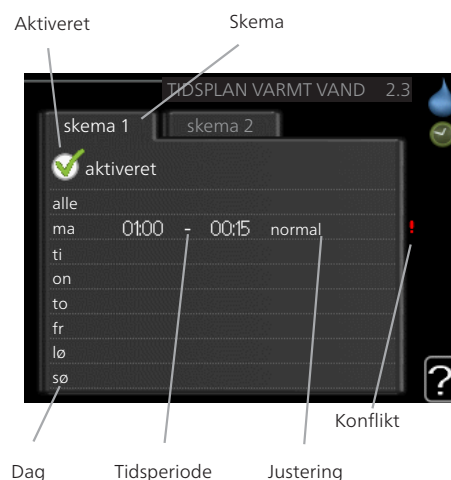 Aktiveret Skema
TIDSPLAN VARMT VAND 2.3
skema 1 skema 2
aktiveret
alle
ma 01:00 - 00:15 normal !
ti
on
to
fr
lø
sø
?
Konflikt
Dag Tidsperiode Justering